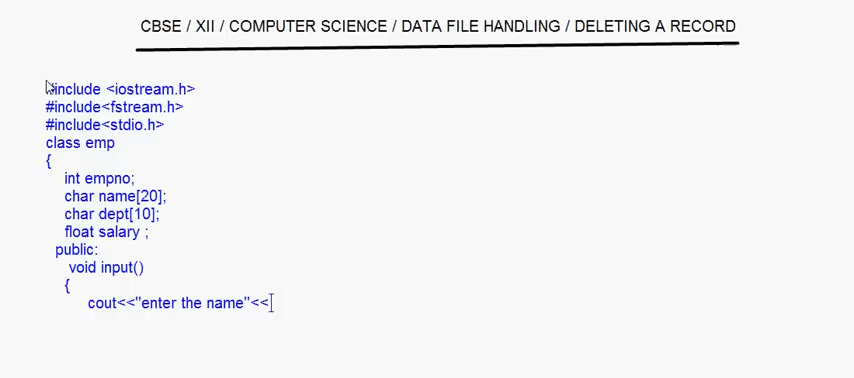 CBSE / XII / COMPUTER SCIENCE / DATA FILE HANDLING / DELETING A RECORD
#include <iostream.h>
#include<fstream.h>
#include<stdio.h>
class emp
{
int empno;
char name[20];
char dept[10];
float salary ;
public:
void input()
{
cout<<"enter the name"<<